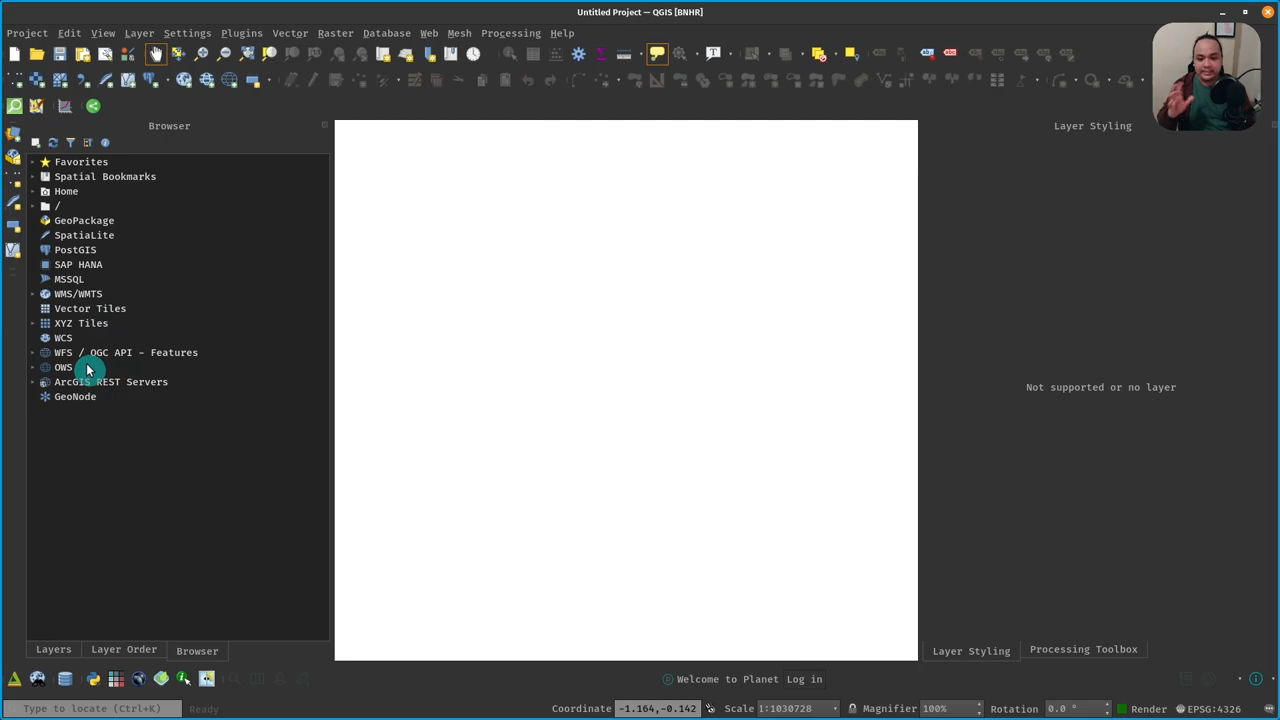 Untitled Project — QGIS [BNHR]
Project Edit View Layer Settings Plugins Vector Raster Database Web Mesh Processing Help
Browser
Favorites
Spatial Bookmarks
Home
/
GeoPackage
SpatiaLite
PostGIS
SAP HANA
MSSQL
WMS/WMTS
Vector Tiles
XYZ Tiles
WCS
WFS / OGC API - Features
OWS
ArcGIS REST Servers
GeoNode
Layers Layer Order Browser
Layer Styling
Not supported or no layer
Layer Styling Processing Toolbox
Welcome to Planet Log in
Type to locate (Ctrl+K) Ready Coordinate -1.164,-0.142 Scale 1:1030728 Magnifier 100% Rotation 0.0 ° Render EPSG:4326